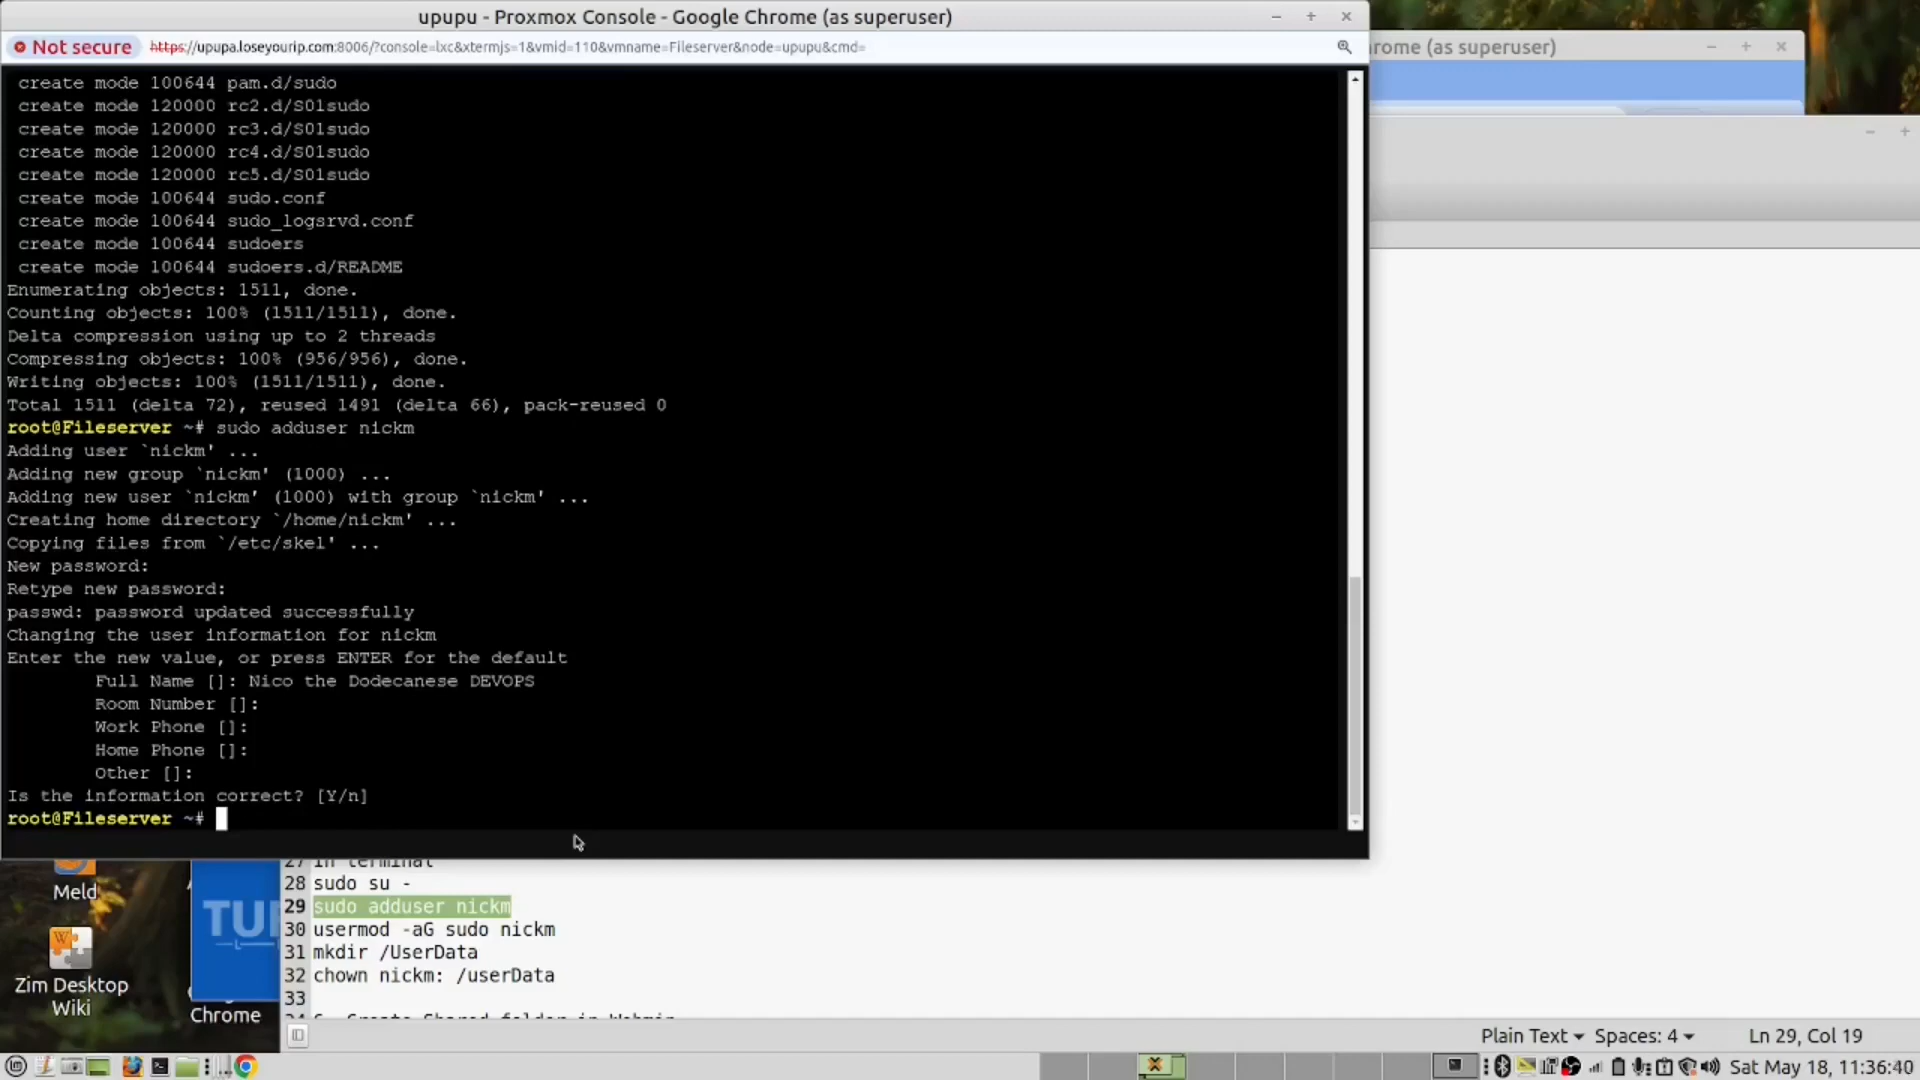 upupu - Proxmox Console - Google Chrome (as superuser)
Not secure https://upupa.loseyourip.com:8006/?console=lxc&xtermjs=1&vmid=110&vmname=Fileserver&node=upupu&cmd=
rome (as superuser)
create mode 100644 pam.d/sudo
create mode 120000 rc2.d/S01sudo
create mode 120000 rc3.d/S01sudo
create mode 120000 rc4.d/S01sudo
create mode 120000 rc5.d/S01sudo
create mode 100644 sudo.conf
create mode 100644 sudo_logsrvd.conf
create mode 100644 sudoers
create mode 100644 sudoers.d/README
Enumerating objects: 1511, done.
Counting objects: 100% (1511/1511), done.
Delta compression using up to 2 threads
Compressing objects: 100% (956/956), done.
Writing objects: 100% (1511/1511), done.
Total 1511 (delta 72), reused 1491 (delta 66), pack-reused 0
root@Fileserver ~# sudo adduser nickm
Adding user `nickm' ...
Adding new group `nickm' (1000) ...
Adding new user `nickm' (1000) with group `nickm' ...
Creating home directory `/home/nickm' ...
Copying files from `/etc/skel' ...
New password:
Retype new password:
passwd: password updated successfully
Changing the user information for nickm
Enter the new value, or press ENTER for the default
Full Name []: Nico the Dodecanese DEVOPS
Room Number []:
Work Phone []:
Home Phone []:
Other []:
Is the information correct? [Y/n]
root@Fileserver ~#
27 in terminal
28 sudo su -
29 sudo adduser nickm
30 usermod -aG sudo nickm
31 mkdir /UserData
32 chown nickm: /userData
33
Meld
Zim Desktop
Wiki
TU
Chrome
Plain Text Spaces: 4 Ln 29, Col 19
Sat May 18, 11:36:40